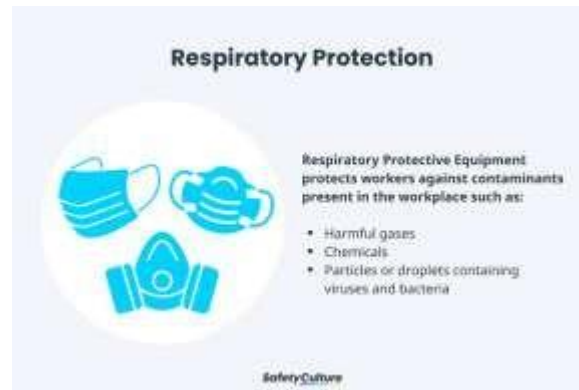 Respiratory Protection
Respiratory Protective Equipment
protects workers against contaminants
present in the workplace such as:
• Harmful gases
• Chemicals
• Particles or droplets containing
viruses and bacteria
SafetyCulture